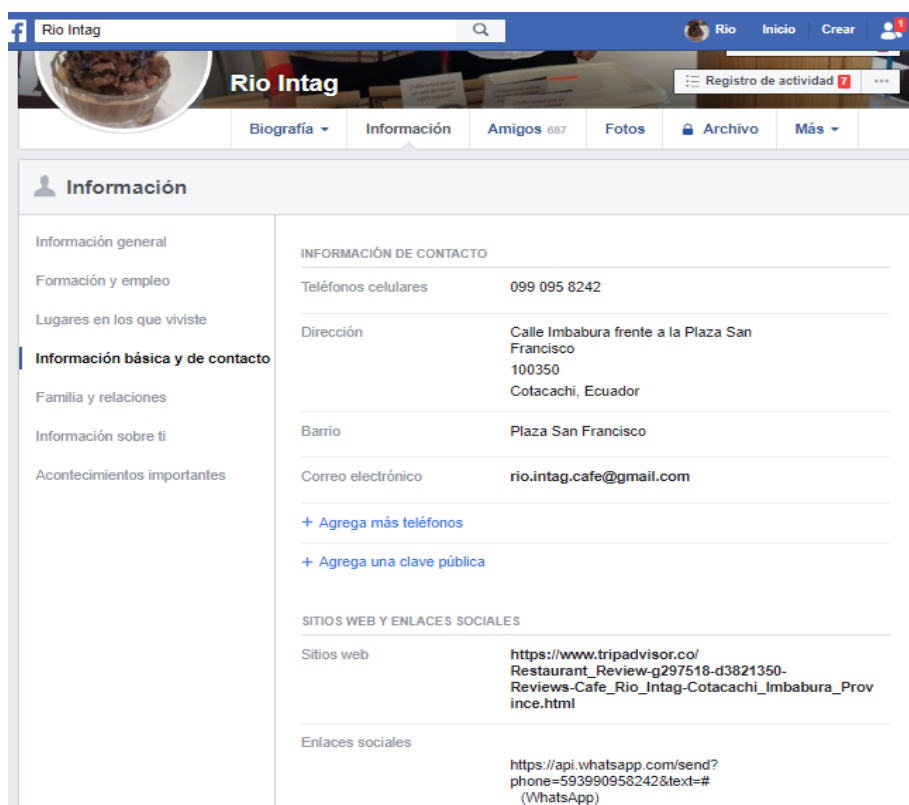 f Rio Intag Rio Inicio Crear 1
Rio Intag Registro de actividad 7 ...
Biografía Información Amigos 687 Fotos Archivo Más
Información
Información general
Formación y empleo
Lugares en los que viviste
Información básica y de contacto
Familia y relaciones
Información sobre ti
Acontecimientos importantes
INFORMACIÓN DE CONTACTO
Teléfonos celulares 099 095 8242
Dirección Calle Imbabura frente a la Plaza San
Francisco
100350
Cotacachi, Ecuador
Barrio Plaza San Francisco
Correo electrónico rio.intag.cafe@gmail.com
+ Agrega más teléfonos
+ Agrega una clave pública
SITIOS WEB Y ENLACES SOCIALES
Sitios web https://www.tripadvisor.co/
Restaurant_Review-g297518-d3821350-
Reviews-Cafe_Rio_Intag-Cotacachi_Imbabura_Prov
ince.html
Enlaces sociales
https://api.whatsapp.com/send?
phone=593990958242&text=#
(WhatsApp)